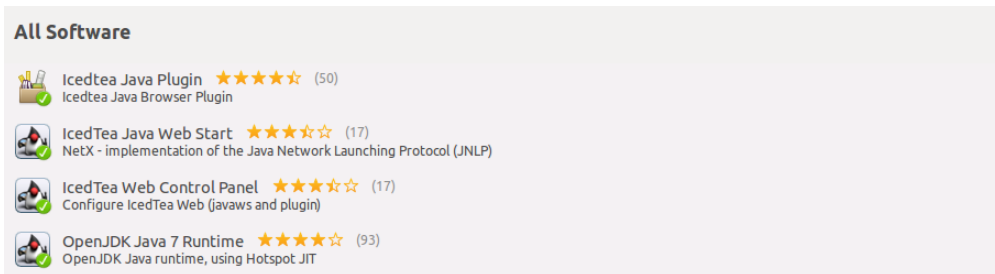 All Software
Icedtea Java Plugin (50)
Icedtea Java Browser Plugin
IcedTea Java Web Start (17)
NetX - implementation of the Java Network Launching Protocol (JNLP)
IcedTea Web Control Panel (17)
Configure IcedTea Web (javaws and plugin)
OpenJDK Java 7 Runtime (93)
OpenJDK Java runtime, using Hotspot JIT